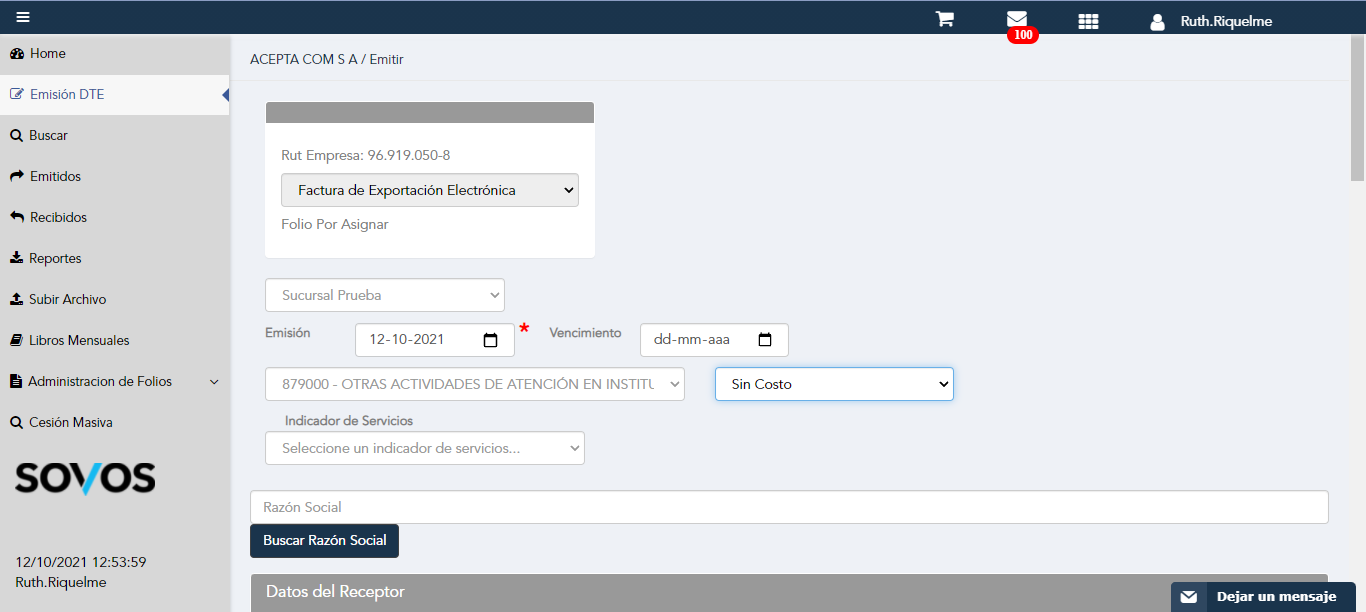 Ruth.Riquelme
100
Home
Emisión DTE
Buscar
Emitidos
Recibidos
Reportes
Subir Archivo
Libros Mensuales
Administracion de Folios
Cesión Masiva
SOVOS
12/10/2021 12:53:59
Ruth.Riquelme
ACEPTA COM S A / Emitir
Rut Empresa: 96.919.050-8
Factura de Exportación Electrónica
Folio Por Asignar
Sucursal Prueba
Emisión 12-10-2021 * Vencimiento dd-mm-aaa
879000 - OTRAS ACTIVIDADES DE ATENCIÓN EN INSTITU Sin Costo
Indicador de Servicios
Seleccione un indicador de servicios...
Razón Social
Buscar Razón Social
Datos del Receptor
Dejar un mensaje